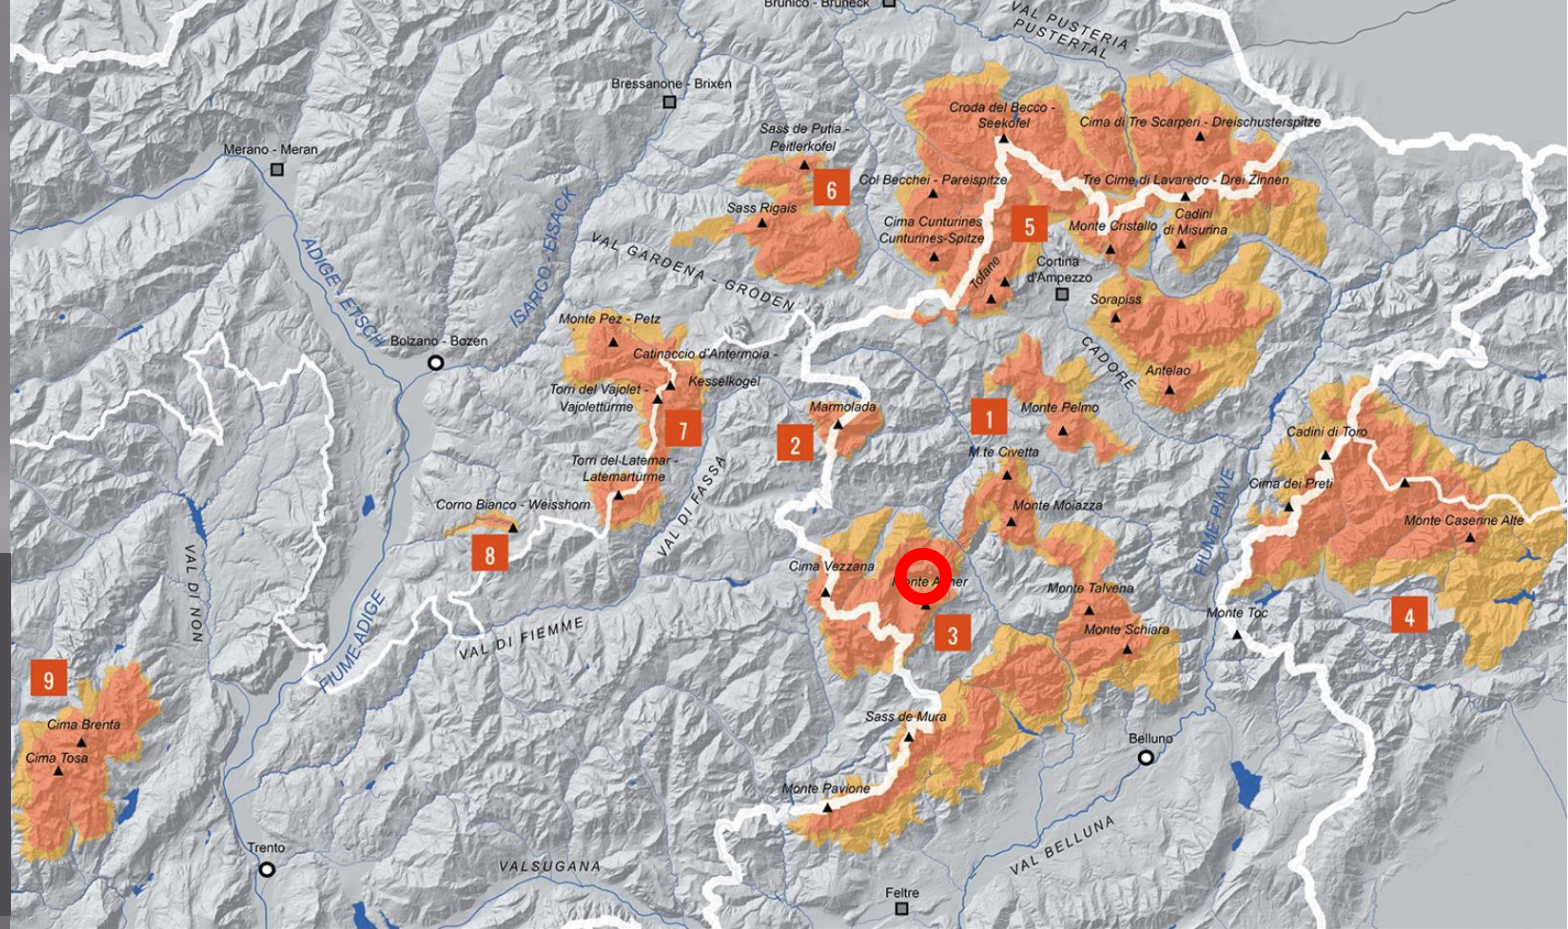 Brunico - Bruneck
VAL PUSTERIA -
PUSTERTAL
Bressanone - Brixen
Croda del Becco -
Seekofel
Cima di Tre Scarperi - Dreischusterspitze
Sass de Putia -
Peitlerkofel
Merano - Meran
6
Col Becchei - Pareispitze
Tre Cime di Lavaredo - Drei Zinnen
Sass Rigais
Cima Cunturines
Cunturines-Spitze
5
Monte Cristallo
Cadini
di Misurina
ADIGE - ETSCH
ISARCO - EISACK
VAL GARDENA - GRÖDEN
Tofane
Cortina
d'Ampezzo
Sorapiss
Monte Pez - Petz
Bolzano - Bozen
Catinaccio d'Antermoia -
Kesselkogel
CADORE
Antelao
Torri del Vajolet -
Vajolettürme
7
Marmolada
2
1
Monte Pelmo
Cadini di Toro
M.te Civetta
Torri del Latemar -
Latemartürme
VAL DI FASSA
FIUME PIAVE
Cima dei Preti
Corno Bianco - Weisshorn
Monte Moiazza
Monte Caserine Alte
8
VAL DI NON
Cima Vezzana
Monte
Monte Talvena
FIUME ADIGE
VAL DI FIEMME
3
Monte Schiara
Monte Toc
4
9
Cima Brenta
Cima Tosa
Sass de Mura
Belluno
Monte Pavione
Trento
VALSUGANA
VAL BELLUNA
Feltre